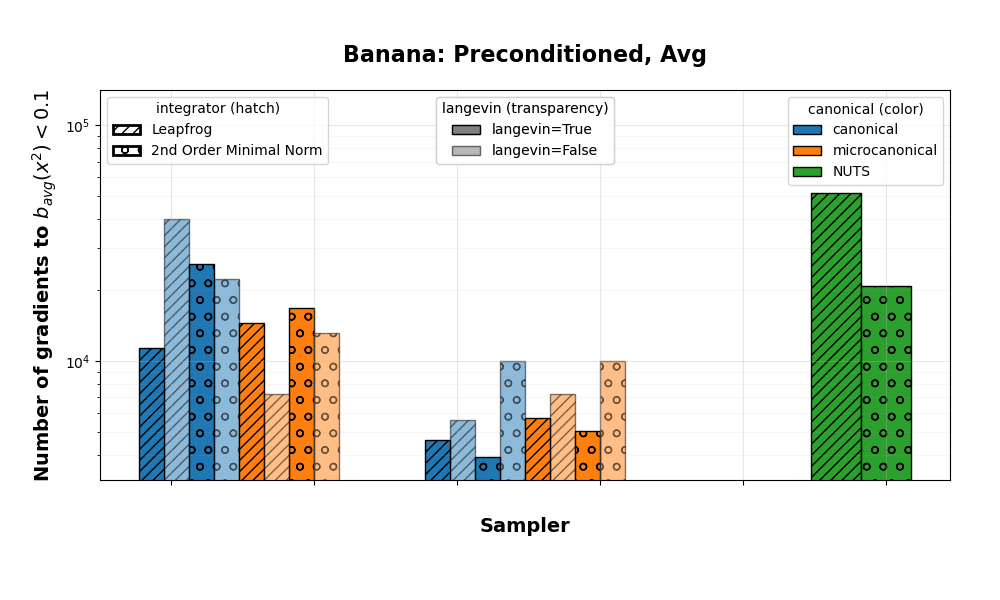 Banana: Preconditioned, Avg
Number of gradients to $b_{avg}(x^2) < 0.1$
10^5
10^4
integrator (hatch)
Leapfrog
2nd Order Minimal Norm
langevin (transparency)
langevin=True
langevin=False
canonical (color)
canonical
microcanonical
NUTS
Sampler